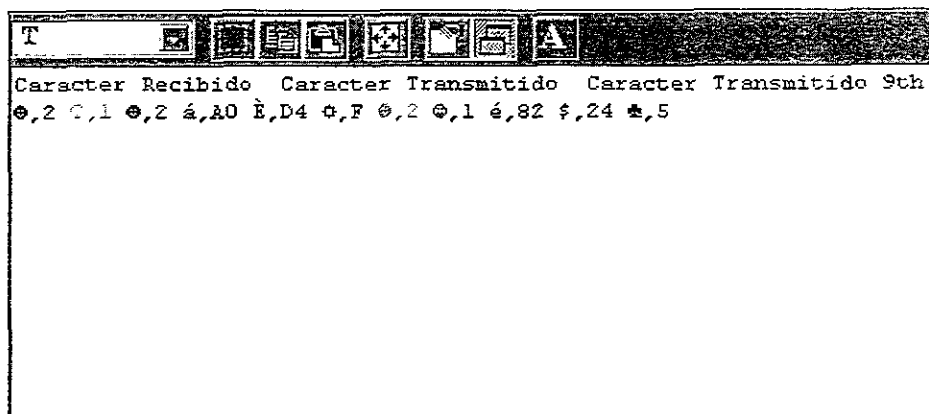 T
A
Caracter Recibido Caracter Transmitido Caracter Transmitido 9th
☻,2 ☺,1 ☻,2 á,A0 È,D4 ☼,F ☻,2 ☺,1 é,82 $,24 ♣,5